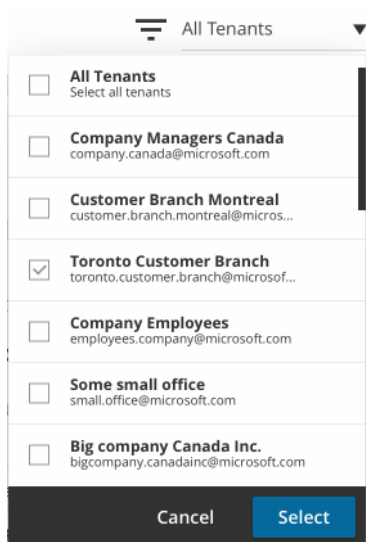 All Tenants
All Tenants
Select all tenants
Company Managers Canada
company.canada@microsoft.com
Customer Branch Montreal
customer.branch.montreal@micros...
Toronto Customer Branch
toronto.customer.branch@microsof...
Company Employees
employees.company@microsoft.com
Some small office
small.office@microsoft.com
Big company Canada Inc.
bigcompany.canadainc@microsoft.com
Cancel Select